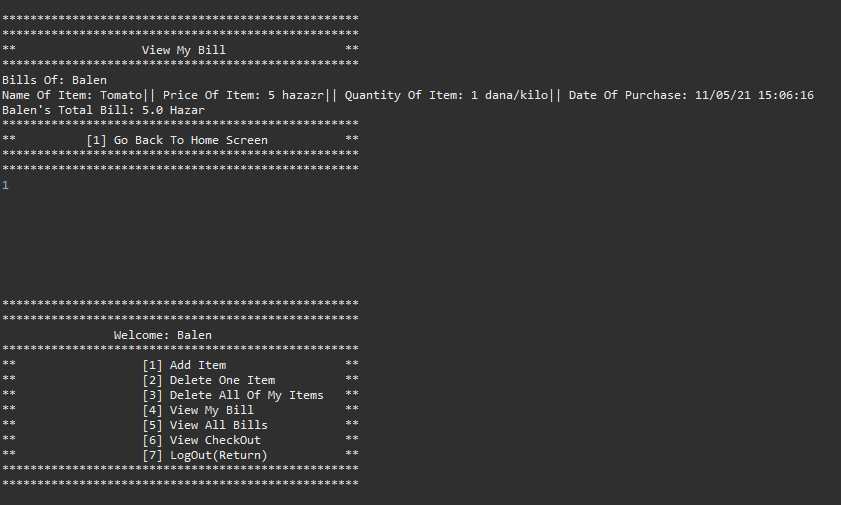 ***************************************************
***************************************************
** View My Bill **
***************************************************
Bills Of: Balen
Name Of Item: Tomato|| Price Of Item: 5 hazazr|| Quantity Of Item: 1 dana/kilo|| Date Of Purchase: 11/05/21 15:06:16
Balen's Total Bill: 5.0 Hazar
***************************************************
** [1] Go Back To Home Screen **
***************************************************
***************************************************
1
***************************************************
***************************************************
Welcome: Balen
***************************************************
** [1] Add Item **
** [2] Delete One Item **
** [3] Delete All Of My Items **
** [4] View My Bill **
** [5] View All Bills **
** [6] View CheckOut **
** [7] LogOut(Return) **
***************************************************
***************************************************